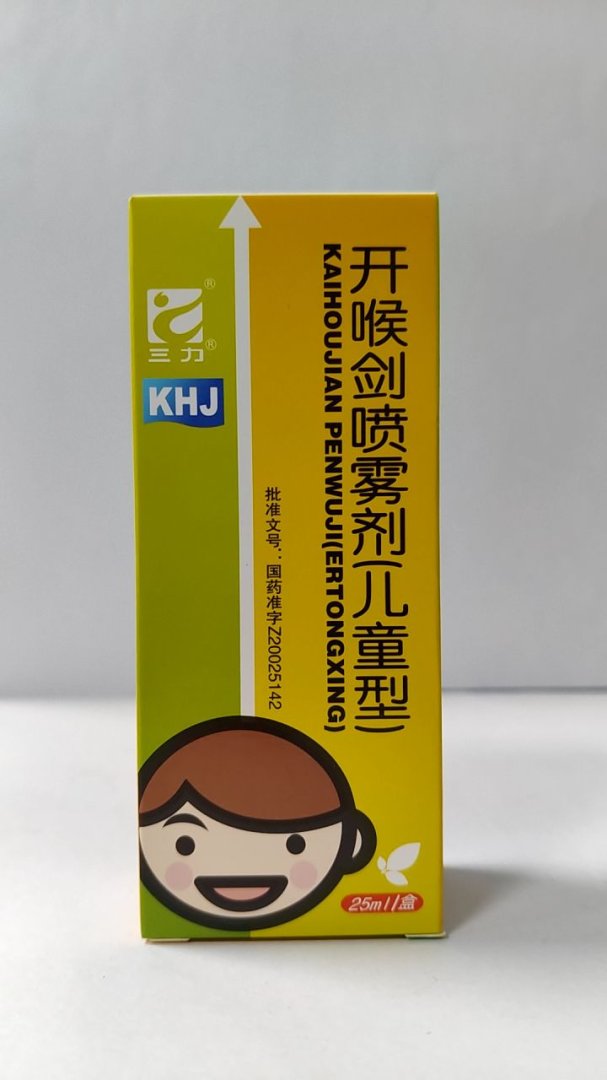 三力®
®
KHJ
开喉剑喷雾剂(儿童型)
KAIHOUJIAN PENWUJI(ERTONGXING)
批准文号：国药准字Z20025142
25ml/盒